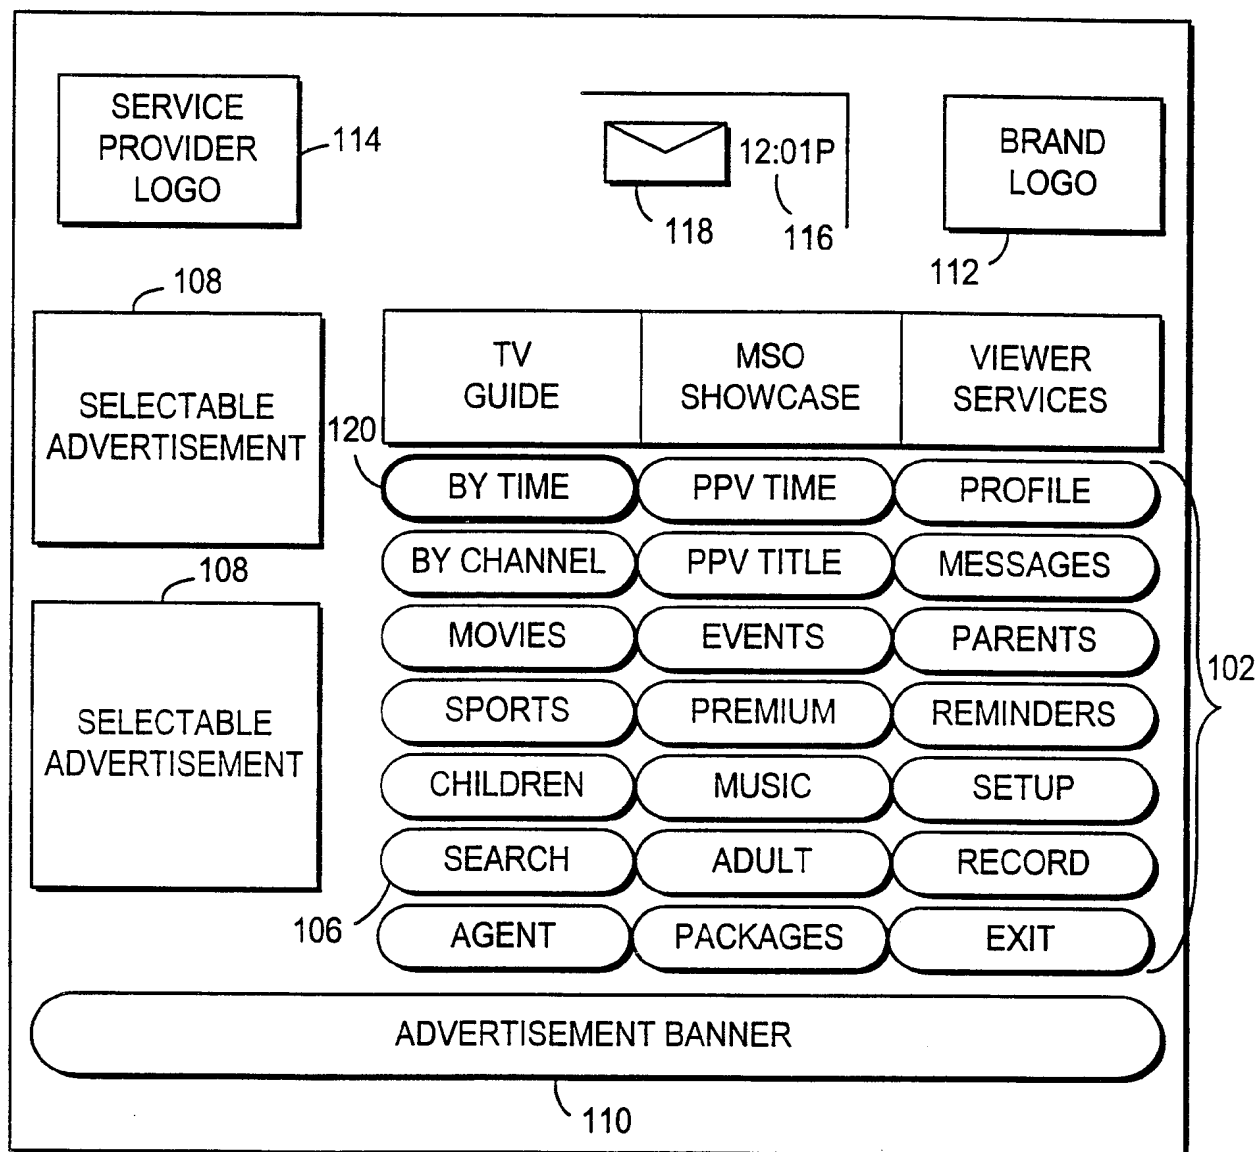 SERVICE
PROVIDER
LOGO
114
12:01P
118
116
BRAND
LOGO
112
108
SELECTABLE
ADVERTISEMENT
108
SELECTABLE
ADVERTISEMENT
TV
GUIDE
MSO
SHOWCASE
VIEWER
SERVICES
120
BY TIME
PPV TIME
PROFILE
BY CHANNEL
PPV TITLE
MESSAGES
MOVIES
EVENTS
PARENTS
102
SPORTS
PREMIUM
REMINDERS
CHILDREN
MUSIC
SETUP
SEARCH
ADULT
RECORD
106
AGENT
PACKAGES
EXIT
ADVERTISEMENT BANNER
110